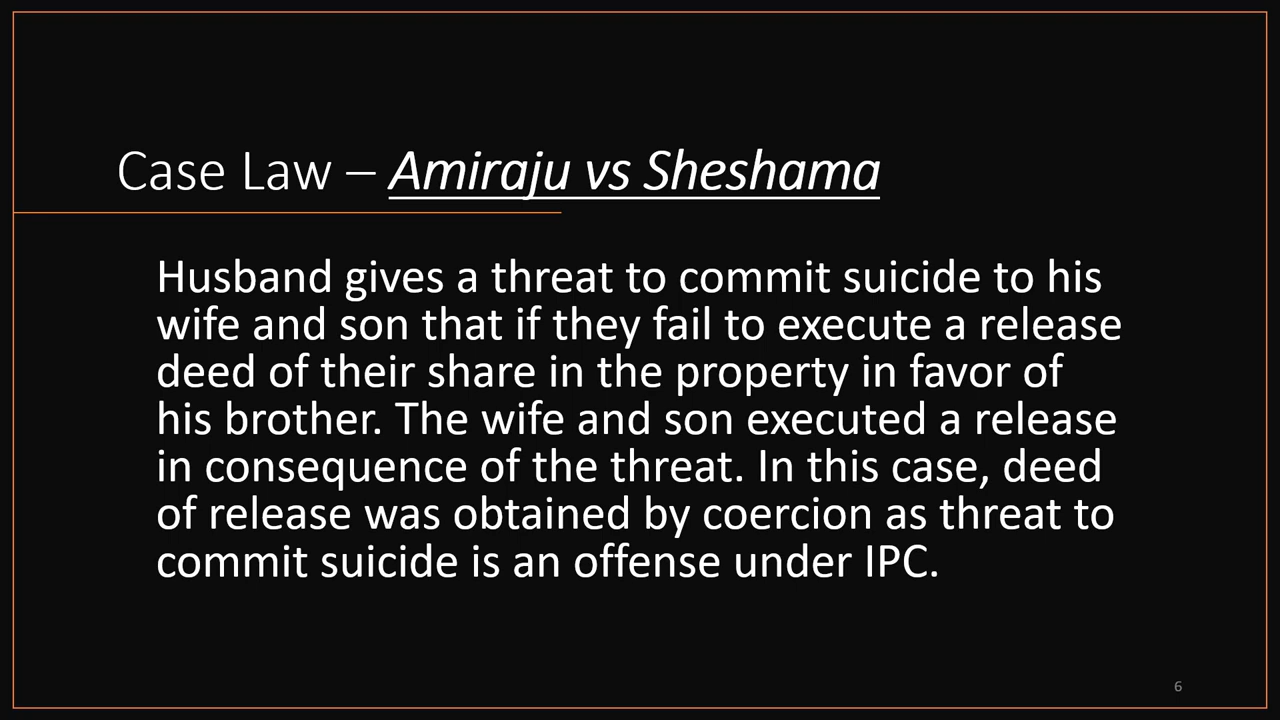 Case Law – Amiraju vs Sheshama
Husband gives a threat to commit suicide to his
wife and son that if they fail to execute a release
deed of their share in the property in favor of
his brother. The wife and son executed a release
in consequence of the threat. In this case, deed
of release was obtained by coercion as threat to
commit suicide is an offense under IPC.
6